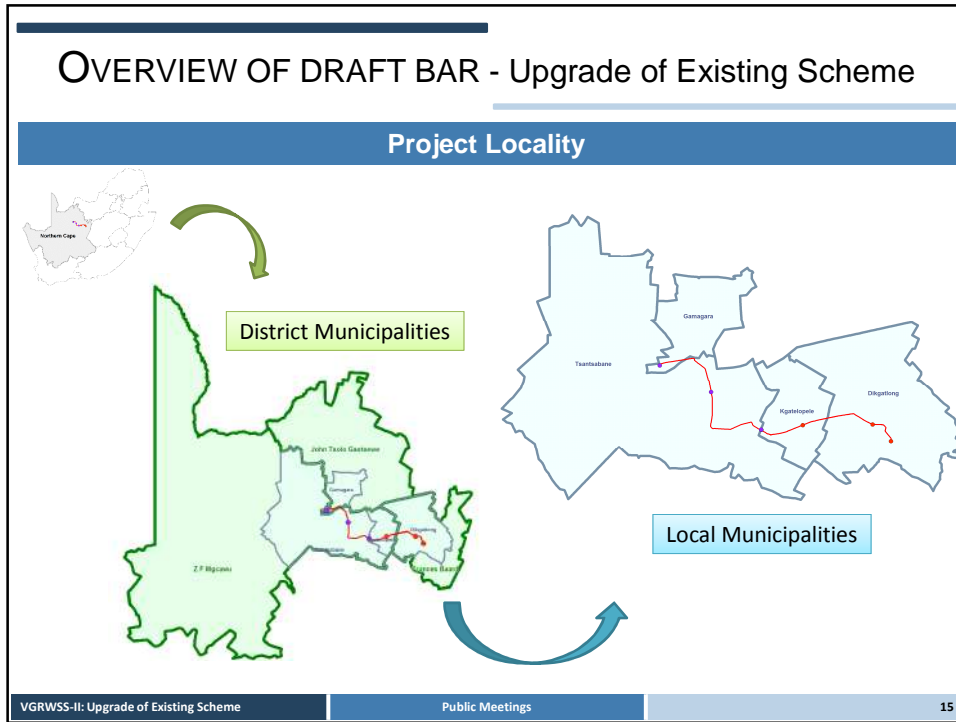 OVERVIEW OF DRAFT BAR - Upgrade of Existing Scheme
Project Locality
Northern Cape
District Municipalities
John Taolo Gaetsewe
Gamagara
Dikgatlong
Z F Mgcawu
Frances Baard
Gamagara
Tsantsabane
Kgatelopele
Dikgatlong
Local Municipalities
VGRWSS-II: Upgrade of Existing Scheme
Public Meetings
15